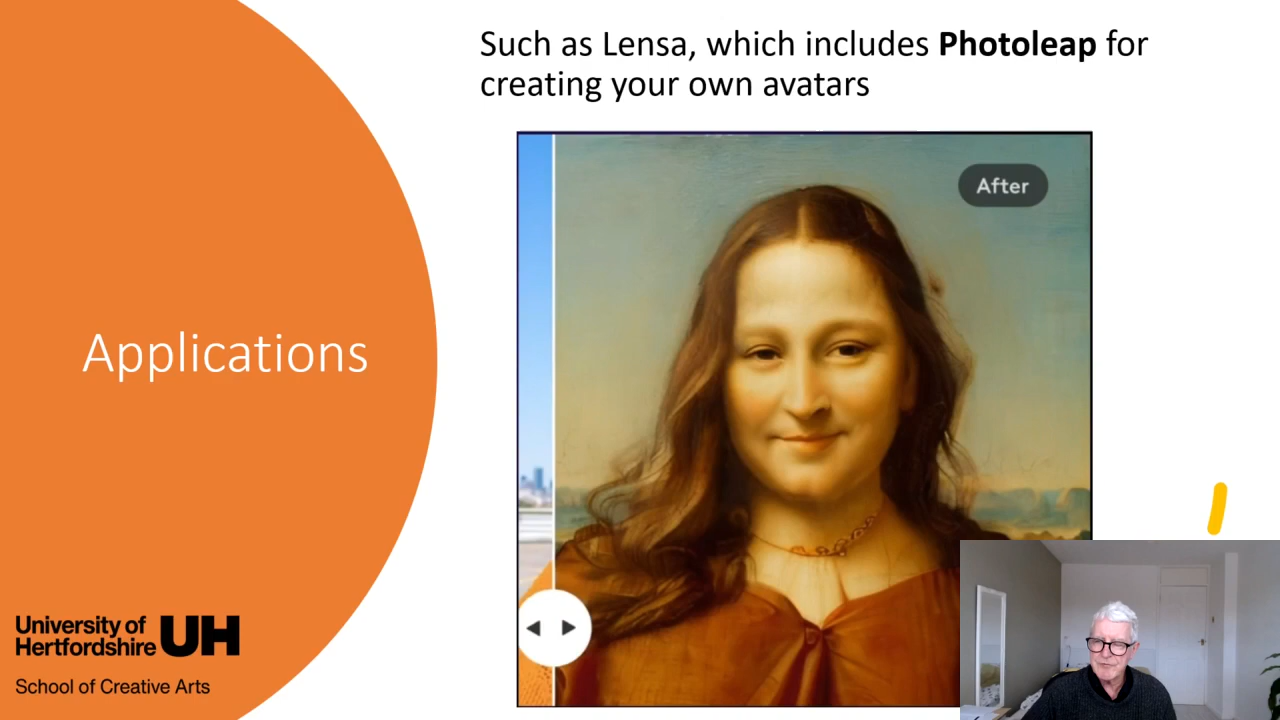 Such as Lensa, which includes Photoleap for
creating your own avatars
After
Applications
University of
Hertfordshire UH
School of Creative Arts